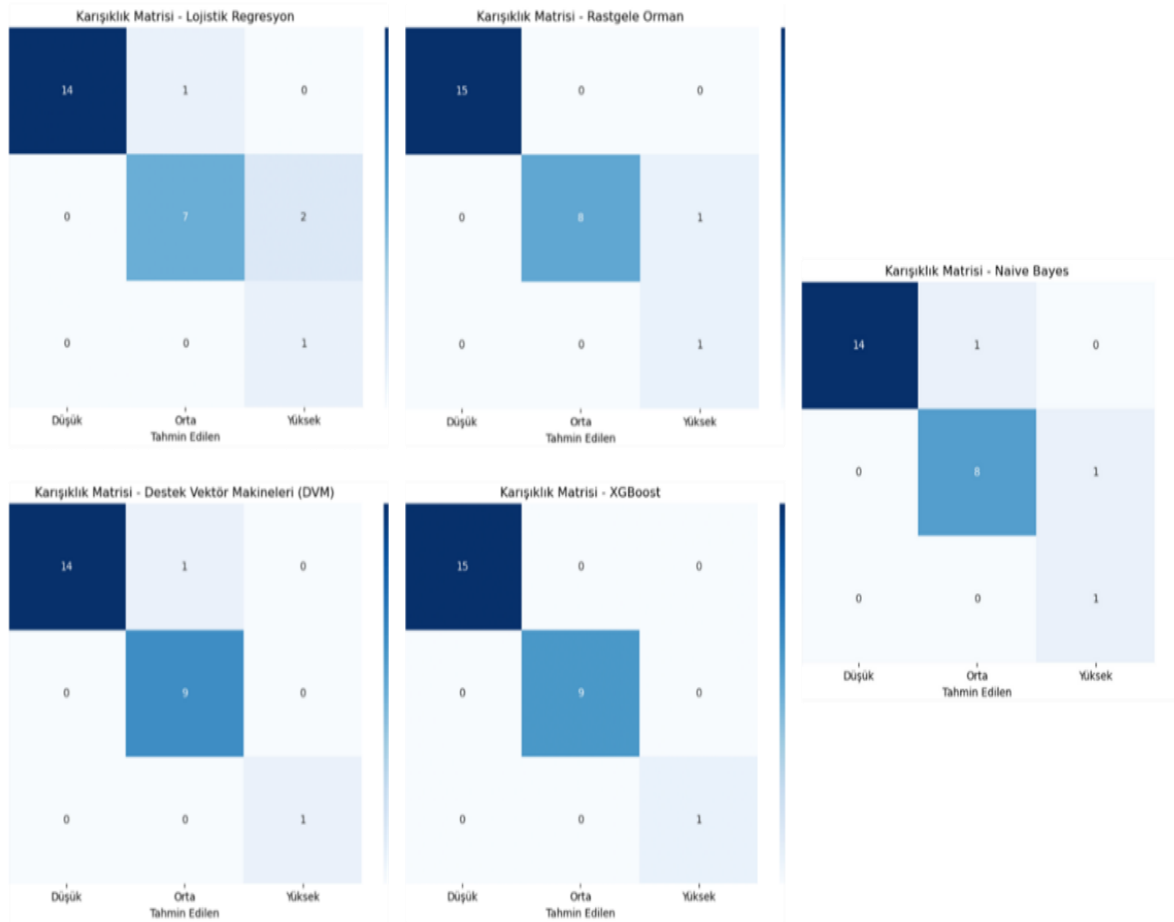 Karışıklık Matrisi - Lojistik Regresyon
14 1 0
0 7 2
0 0 1
Düşük Orta Yüksek
Tahmin Edilen
Karışıklık Matrisi - Rastgele Orman
15 0 0
0 8 1
0 0 1
Düşük Orta Yüksek
Tahmin Edilen
Karışıklık Matrisi - Naive Bayes
14 1 0
0 8 1
0 0 1
Düşük Orta Yüksek
Tahmin Edilen
Karışıklık Matrisi - Destek Vektör Makineleri (DVM)
14 1 0
0 9 0
0 0 1
Düşük Orta Yüksek
Tahmin Edilen
Karışıklık Matrisi - XGBoost
15 0 0
0 9 0
0 0 1
Düşük Orta Yüksek
Tahmin Edilen